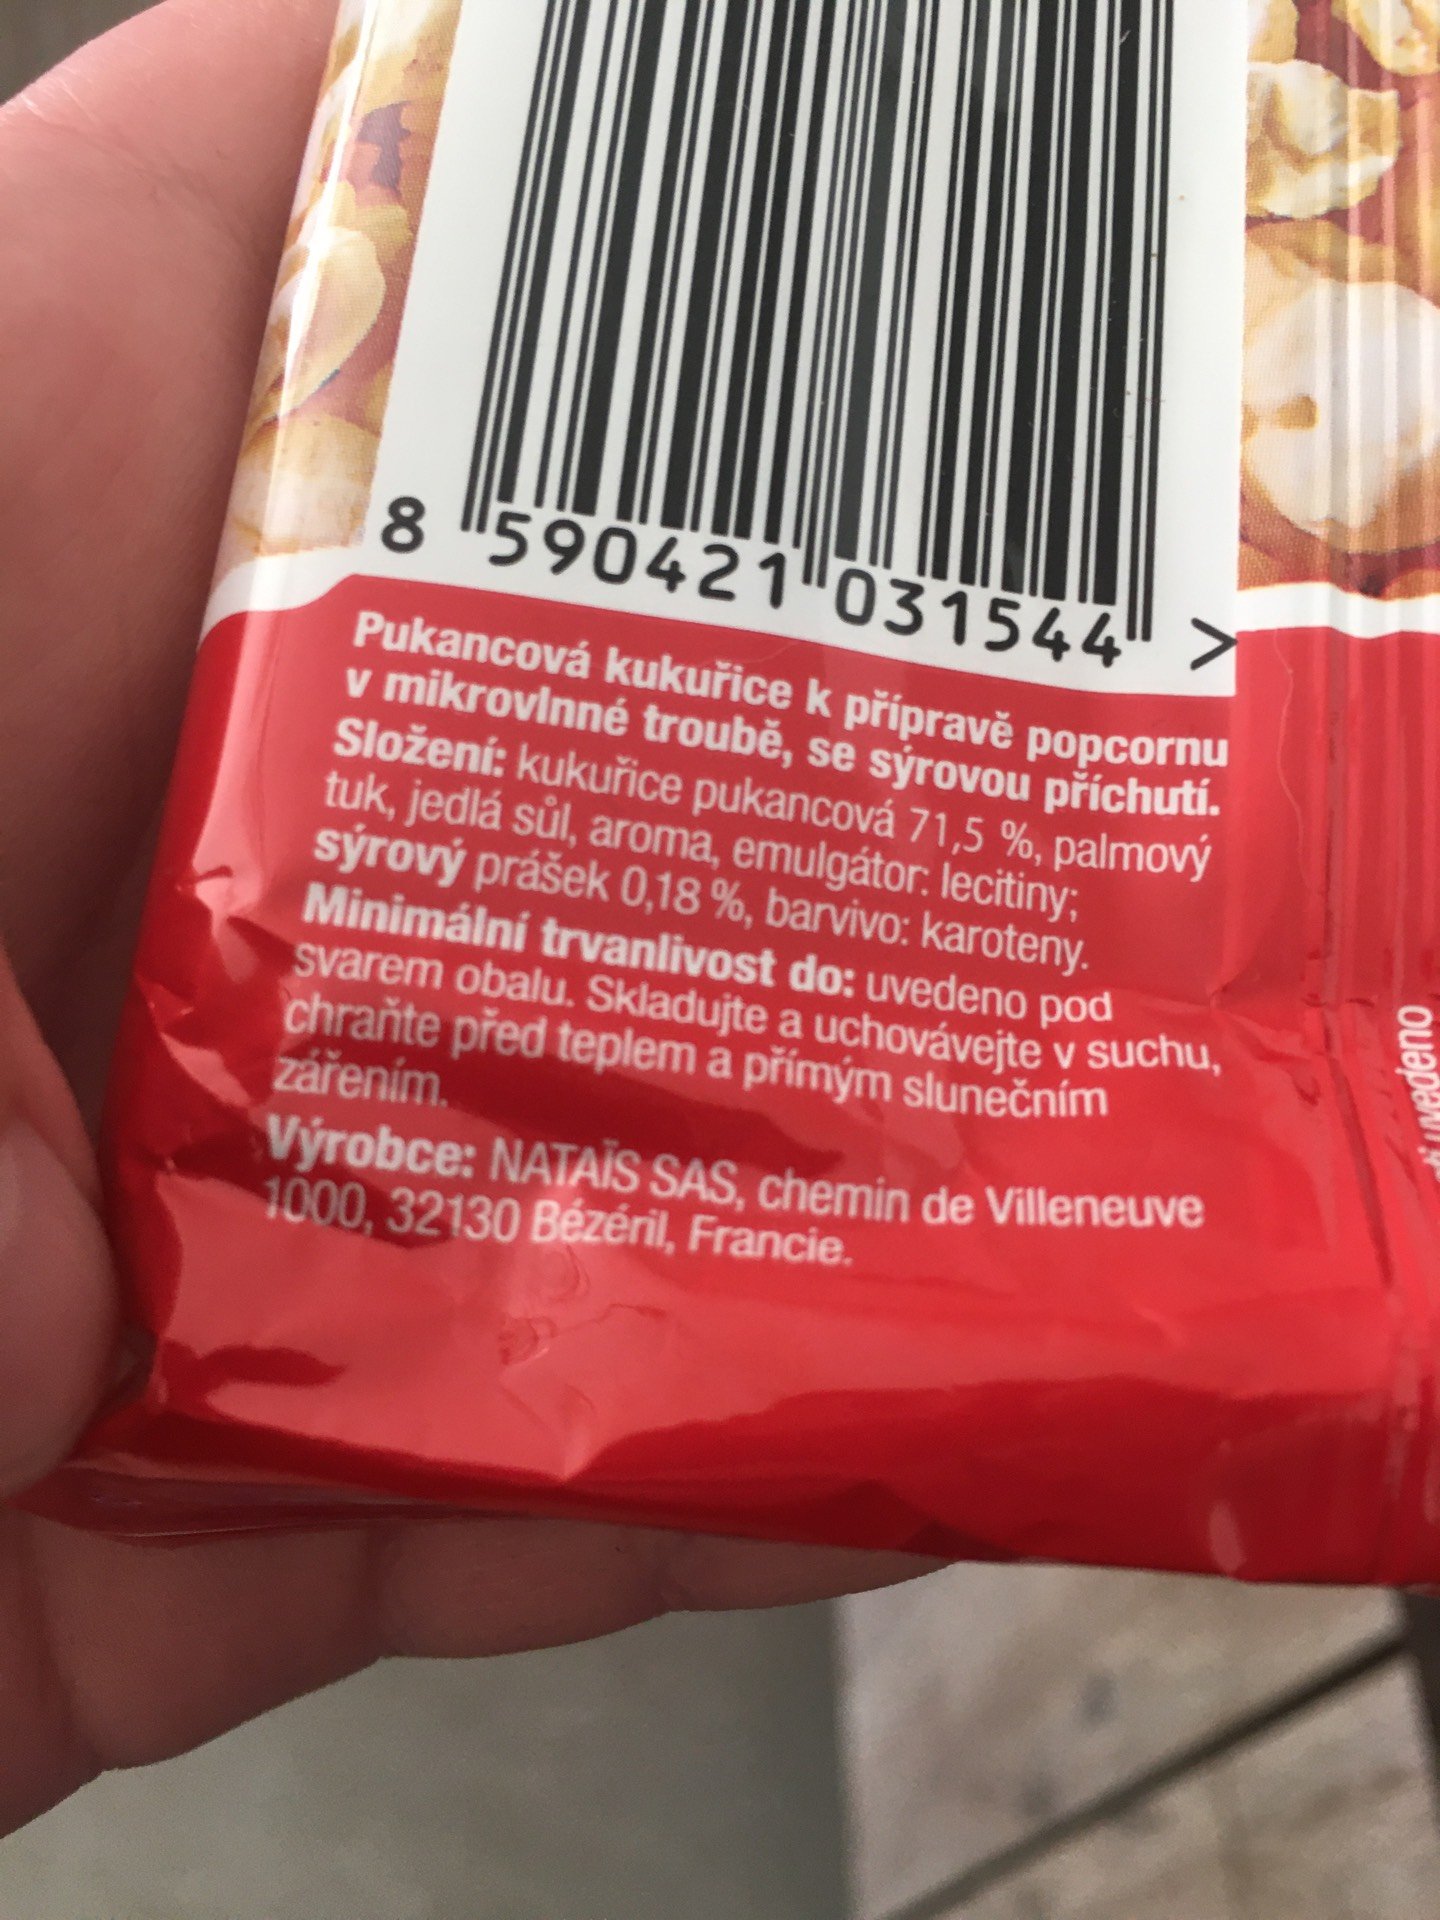 8 590421 031544 >
Pukancová kukuřice k přípravě popcornu
v mikrovlnné troubě, se sýrovou příchutí.
Složení: kukuřice pukancová 71,5 %, palmový
tuk, jedlá sůl, aroma, emulgátor: lecitiny;
sýrový prášek 0,18 %, barvivo: karoteny.
Minimální trvanlivost do: uvedeno pod
svarem obalu. Skladujte a uchovávejte v suchu,
chraňte před teplem a přímým slunečním
zářením.
Výrobce: NATAÏS SAS, chemin de Villeneuve
1000, 32130 Bézéril, Francie.
uvedeno